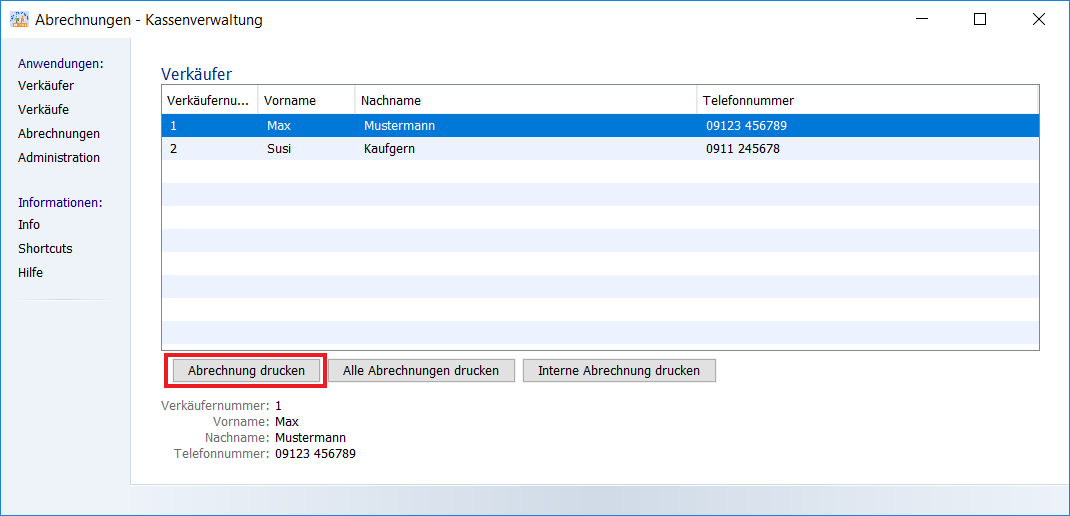 Abrechnungen - Kassenverwaltung
Anwendungen:
Verkäufer
Verkäufe
Abrechnungen
Administration
Informationen:
Info
Shortcuts
Hilfe
Verkäufer
Verkäufernu... Vorname Nachname Telefonnummer
1 Max Mustermann 09123 456789
2 Susi Kaufgern 0911 245678
Abrechnung drucken Alle Abrechnungen drucken Interne Abrechnung drucken
Verkäufernummer: 1
Vorname: Max
Nachname: Mustermann
Telefonnummer: 09123 456789